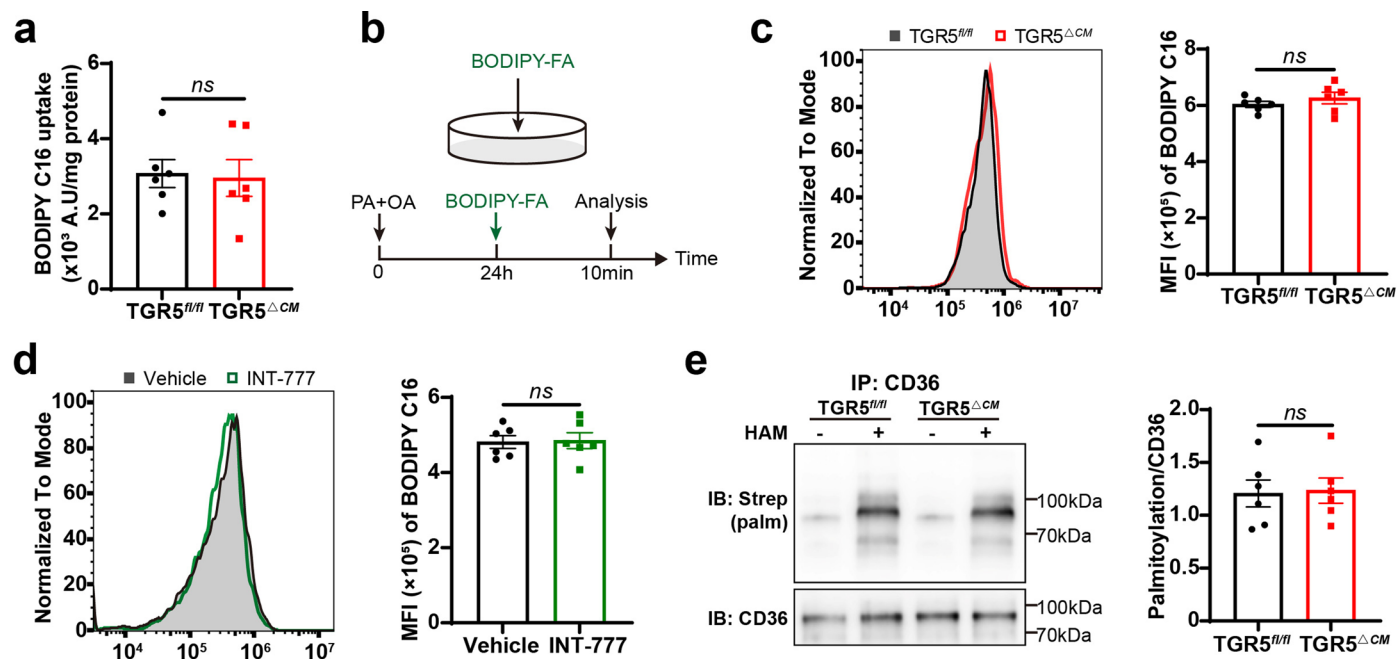 a
BODIPY C16 uptake
(x10³ A.U/mg protein)
6
4
2
0
ns
TGR5fl/fl TGR5△CM
b
BODIPY-FA
PA+OA BODIPY-FA Analysis
0 24h 10min Time
c
TGR5fl/fl TGR5△CM
Normalized To Mode
100
80
60
40
20
0
10⁴ 10⁵ 10⁶ 10⁷
MFI (×10⁵) of BODIPY C16
8
6
4
2
0
ns
TGR5fl/fl TGR5△CM
d
Vehicle INT-777
Normalized To Mode
100
80
60
40
20
0
10⁴ 10⁵ 10⁶ 10⁷
MFI (×10⁵) of BODIPY C16
6
4
2
0
ns
Vehicle INT-777
e
IP: CD36
TGR5fl/fl TGR5△CM
HAM - + - +
IB: Strep
(palm)
100kDa
70kDa
IB: CD36
100kDa
70kDa
Palmitoylation/CD36
2.0
1.5
1.0
0.5
0
ns
TGR5fl/fl TGR5△CM